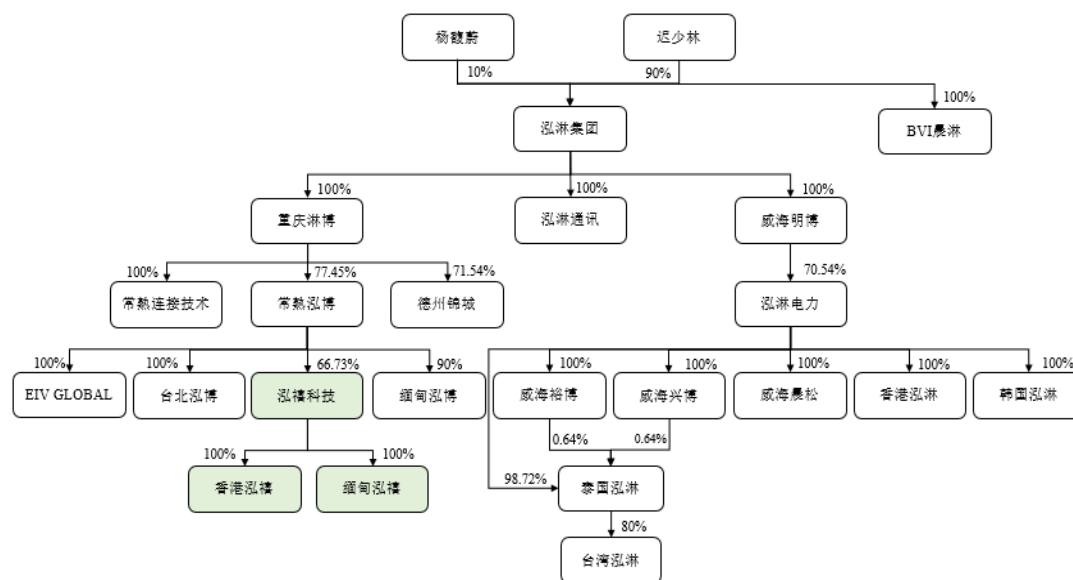 杨馥蔚
迟少林
10%
90%
100%
泓淋集团
BVI晨淋
100%
100%
100%
重庆淋博
泓淋通讯
威海明博
100%
77.45%
71.54%
70.54%
常熟连接技术
常熟泓博
德州锦城
泓淋电力
100%
100%
66.73%
90%
100%
100%
100%
100%
100%
EIV GLOBAL
台北泓博
泓禧科技
缅甸泓博
威海裕博
威海兴博
威海晨松
香港泓淋
韩国泓淋
0.64%
0.64%
100%
100%
98.72%
香港泓禧
缅甸泓禧
泰国泓淋
80%
台湾泓淋